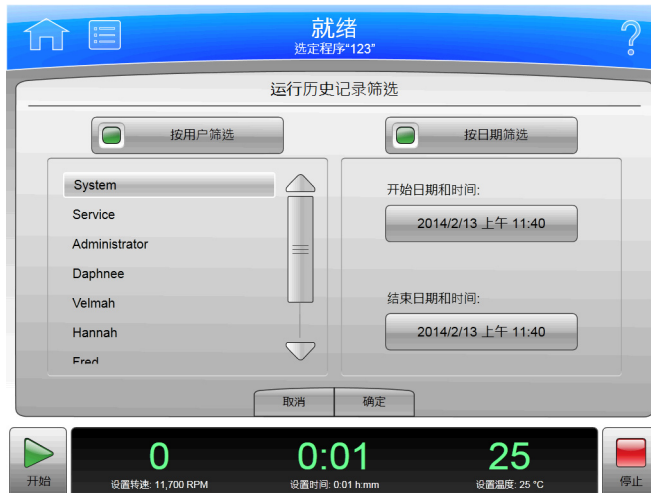 就绪
选定程序“123”
?
运行历史记录筛选
按用户筛选
按日期筛选
System
Service
Administrator
Daphnee
Velmah
Hannah
Fred
开始日期和时间:
2014/2/13 上午 11:40
结束日期和时间:
2014/2/13 上午 11:40
取消
确定
开始
0
设置转速: 11,700 RPM
0:01
设置时间: 0:01 h:mm
25
设置温度: 25 °C
停止